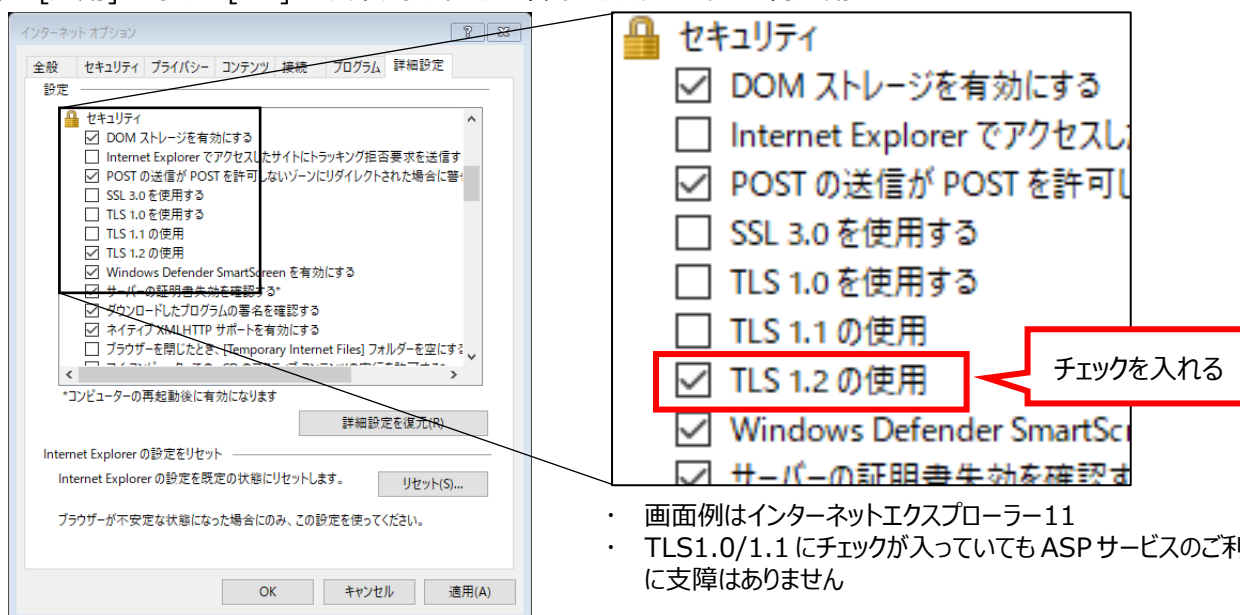 インターネット オプション
全般 セキュリティ プライバシー コンテンツ 接続 プログラム 詳細設定
設定
セキュリティ
DOM ストレージを有効にする
Internet Explorer でアクセスしたサイトにトラッキング拒否要求を送信す
POST の送信が POST を許可しないゾーンにリダイレクトされた場合に警
SSL 3.0 を使用する
TLS 1.0 を使用する
TLS 1.1 の使用
TLS 1.2 の使用
Windows Defender SmartScreen を有効にする
サーバーの証明書失効を確認する*
ダウンロードしたプログラムの署名を確認する
ネイティブ XMLHTTP サポートを有効にする
ブラウザーを閉じたとき、[Temporary Internet Files] フォルダーを空にする
*コンピューターの再起動後に有効になります
詳細設定を復元(R)
Internet Explorer の設定をリセット
Internet Explorer の設定を既定の状態にリセットします。
リセット(S)...
ブラウザーが不安定な状態になった場合にのみ、この設定を使ってください。
OK キャンセル 適用(A)
セキュリティ
DOM ストレージを有効にする
Internet Explorer でアクセスし
POST の送信が POST を許可し
SSL 3.0 を使用する
TLS 1.0 を使用する
TLS 1.1 の使用
TLS 1.2 の使用
チェックを入れる
Windows Defender SmartScr
サーバーの証明書失効を確認す
・ 画面例はインターネットエクスプローラー11
・ TLS1.0/1.1 にチェックが入っていても ASP サービスのご利
に支障はありません